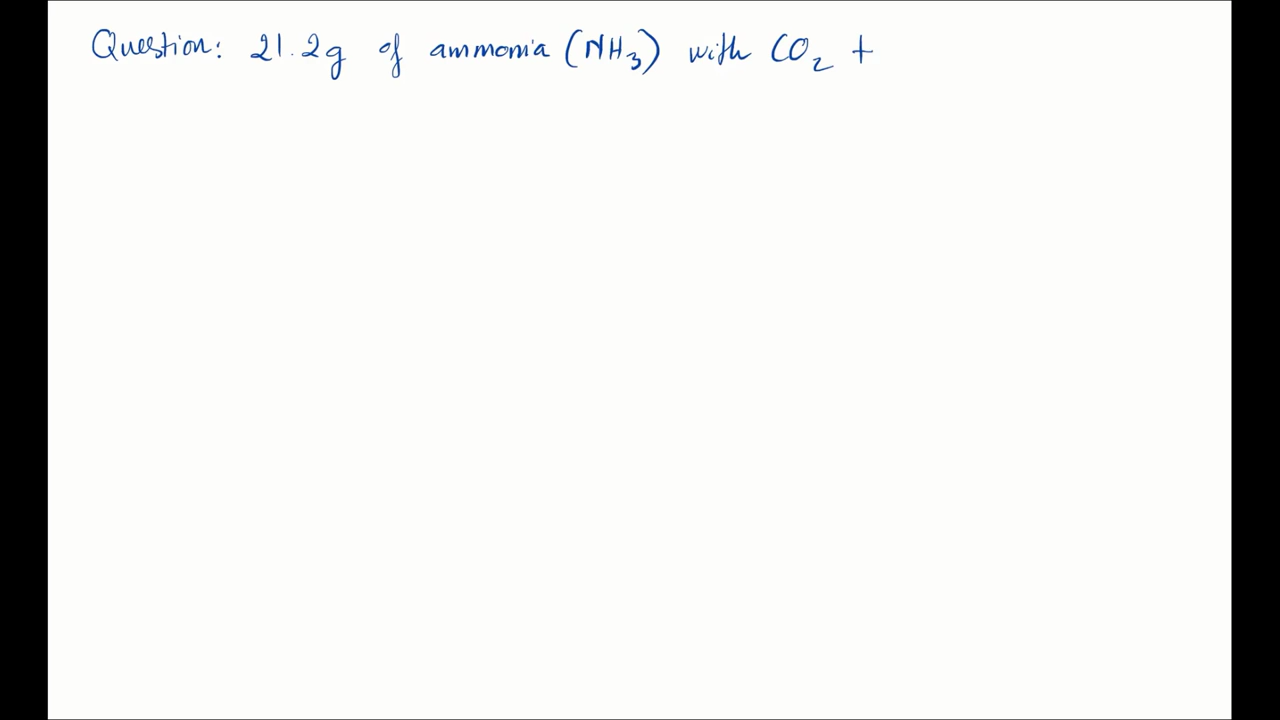 Question: 21.2g of ammonia (NH₃) with CO₂ +